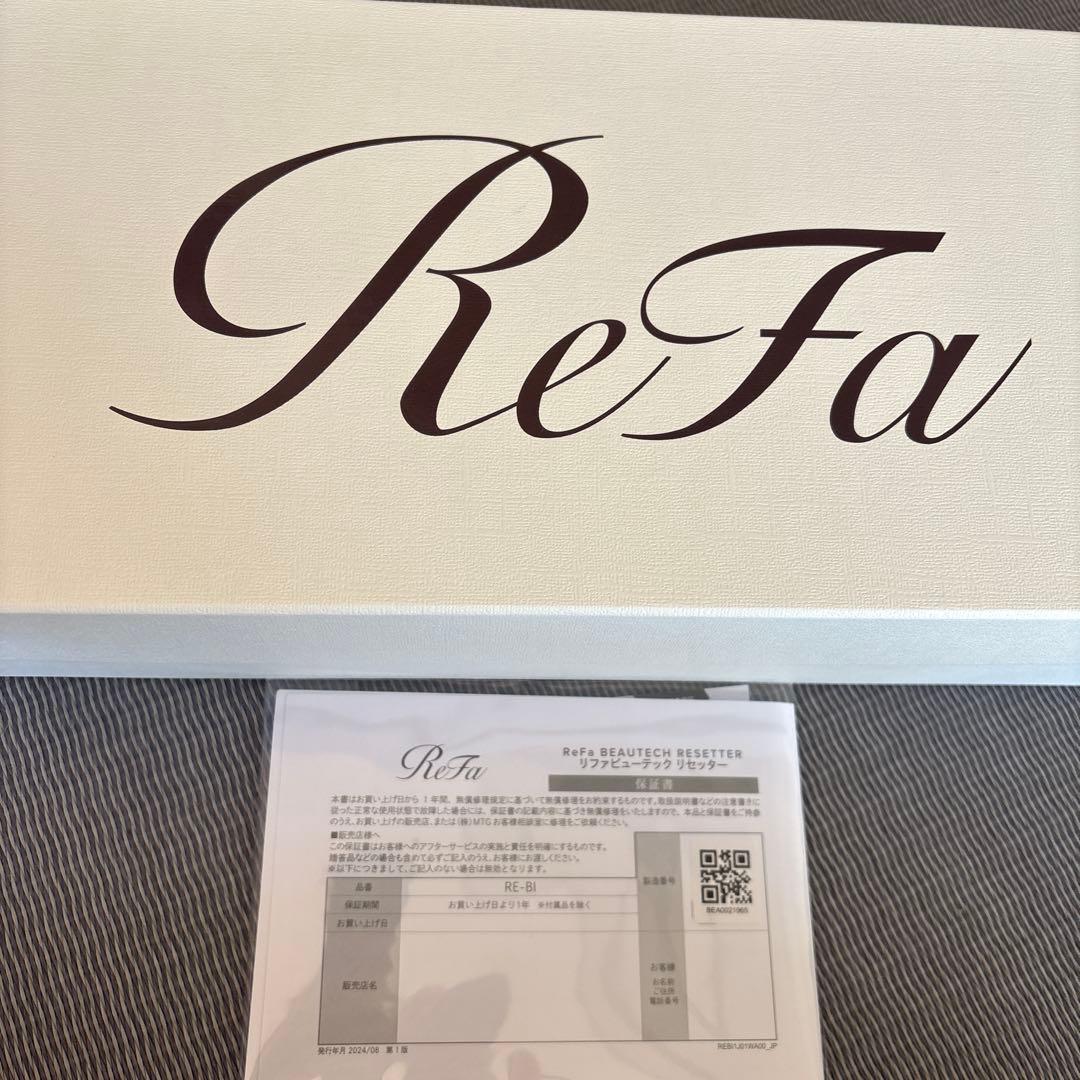 ReFa
ReFa
ReFa BEAUTECH RESETTER
リファビューテック リセッター
保証書
本書はお買い上げ日から 1 年間、無償修理規定に基づいて無償修理をお約束するものです。取扱説明書などの注意書きに
従った正常な使用状態で故障した場合には、保証書の記載内容に基づき無償修理をいたしますので、本品と保証書をご持参
のうえ、お買い上げの販売店、または(株)MTGお客様相談室に修理をご依頼ください。
■販売店様へ
この保証書はお客様へのアフターサービスの実施と責任を明確にするものです。
贈答品などの場合も含めて必ずご記入のうえ、お客様にお渡しください。
※以下につきまして、ご記入のない場合は無効となります。
品番 RE-BI
保証期間 お買い上げ日より1年 ※付属品を除く
お買い上げ日
販売店名
製造番号
BEA0021965
お客様
お名前
ご住所
電話番号
発行年月 2024/08 第1版
REBI1J01WA00_JP